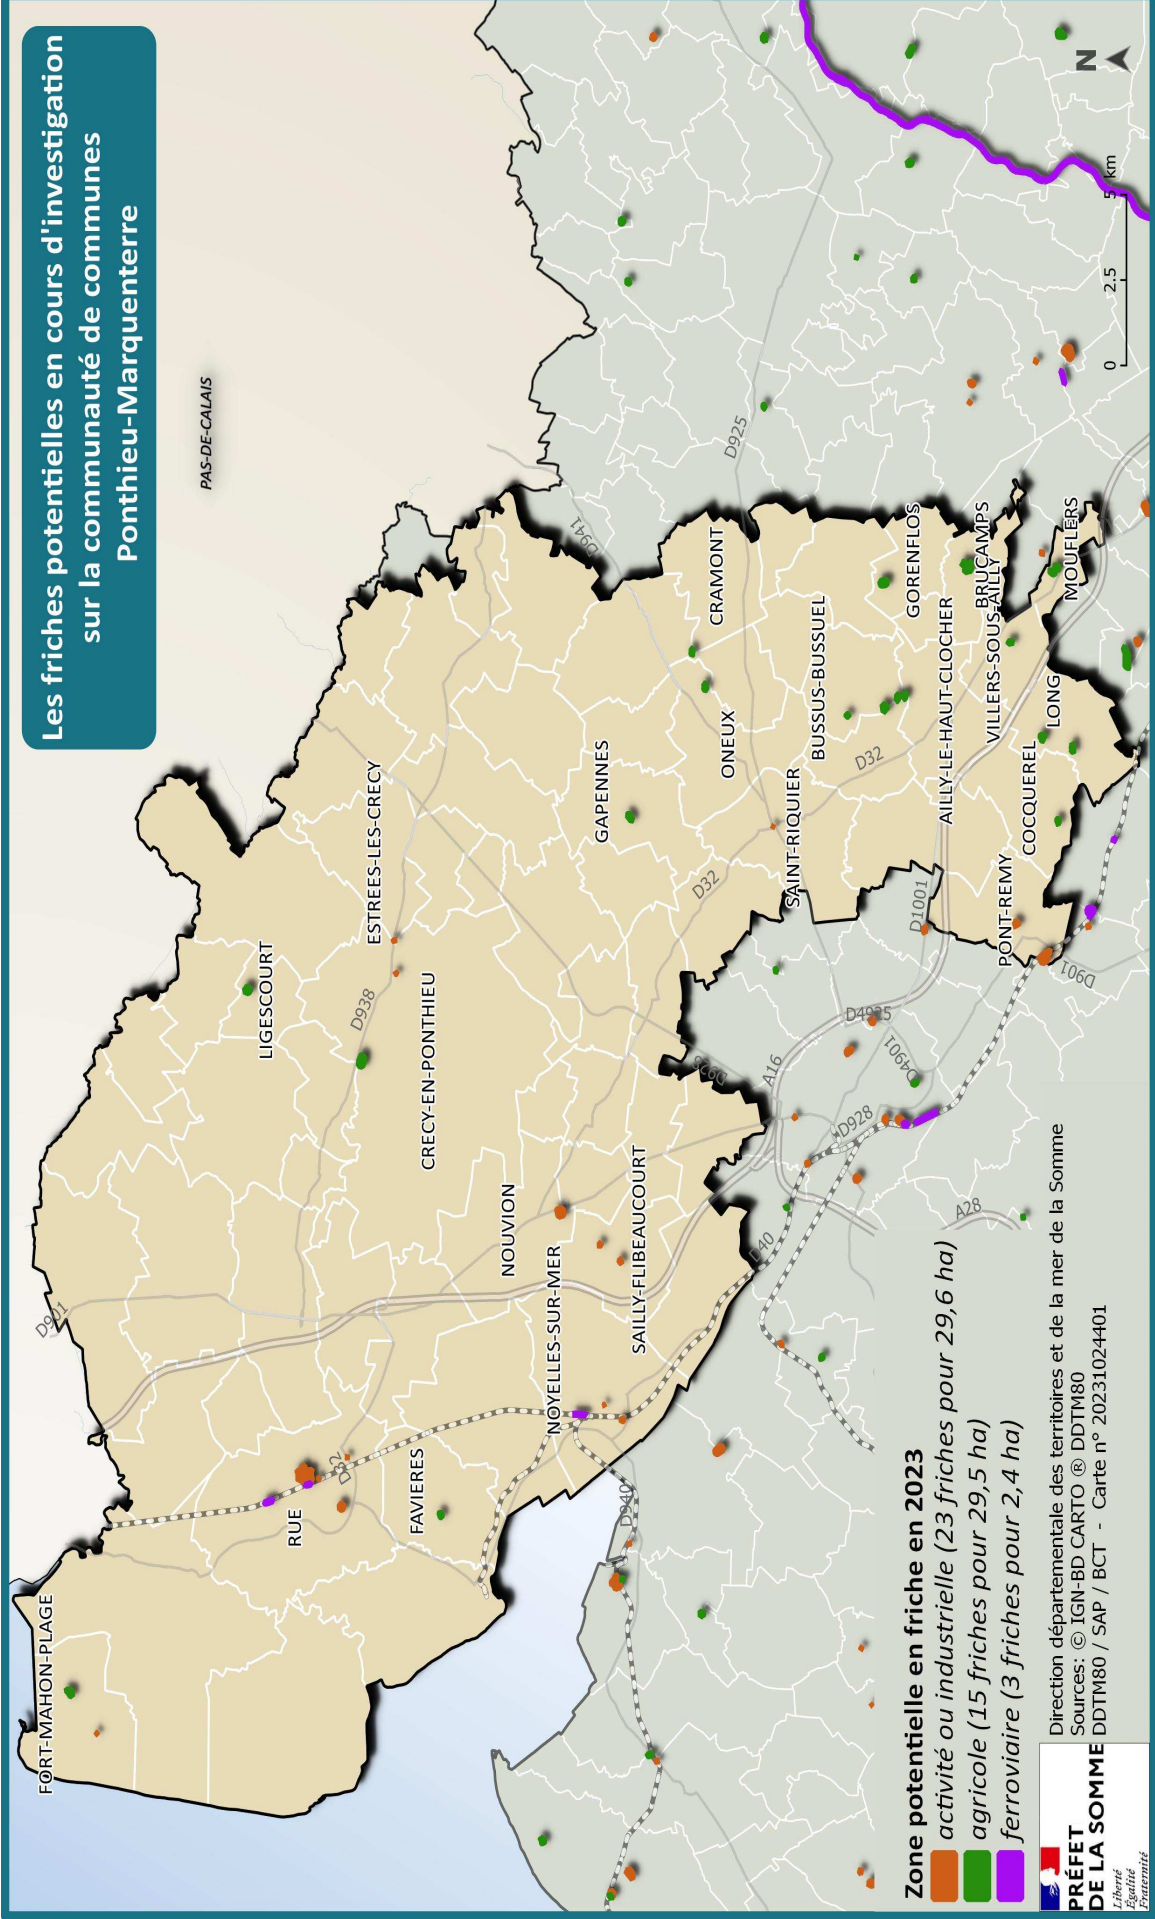 Les friches potentielles en cours d'investigation
sur la communauté de communes
Ponthieu-Marquenterre
PAS-DE-CALAIS
FORT-MAHON-PLAGE
RUE
FAVIERES
LIGESCOURT
ESTREES-LES-CRECY
CRECY-EN-PONTHIEU
NOUVION
NOYELLES-SUR-MER
SAILLY-FLIBEAUCOURT
GAPENNES
CRAMONT
ONEUX
SAINT-RIQUIER
BUSSUS-BUSSUEL
GORENFLOS
AILLY-LE-HAUT-CLOCHER
BRUCAMPS
VILLERS-SOUS-AILLY
MOUFLERS
LONG
COCQUEREL
PONT-REMY
D901
D32
D938
D941
D925
D32
D32
D925
D1001
D4925
D4901
A16
D928
D40
D940
A28
D901
N
0
2.5
5 km
Zone potentielle en friche en 2023
activité ou industrielle (23 friches pour 29,6 ha)
agricole (15 friches pour 29,5 ha)
ferroviaire (3 friches pour 2,4 ha)
PRÉFET
DE LA SOMME
Liberté
Égalité
Fraternité
Direction départementale des territoires et de la mer de la Somme
Sources: © IGN-BD CARTO ® DDTM80
DDTM80 / SAP / BCT - Carte n° 20231024401